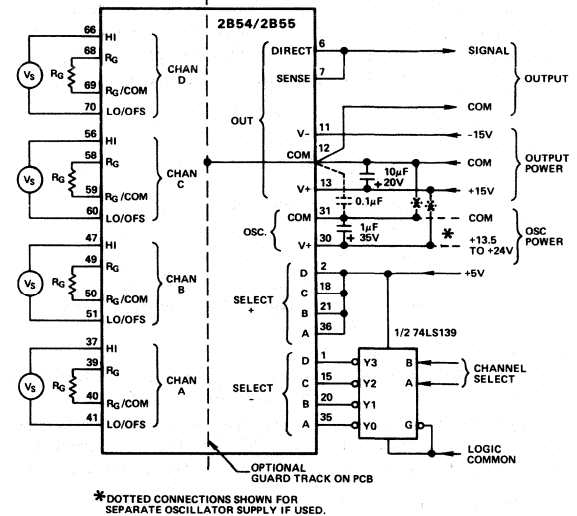 2B54/2B55
66 HI
68 RG
69 RG/COM
70 LO/OFS
VS RG
CHAN D
56 HI
58 RG
59 RG/COM
60 LO/OFS
VS RG
CHAN C
47 HI
49 RG
50 RG/COM
51 LO/OFS
VS RG
CHAN B
37 HI
39 RG
40 RG/COM
41 LO/OFS
VS RG
CHAN A
OUT
DIRECT 6
SENSE 7
V- 11
COM 12
V+ 13
OSC.
COM 31
V+ 30
SELECT +
D 2
C 18
B 21
A 36
SELECT -
D 1
C 15
B 20
A 35
SIGNAL
COM
OUTPUT
-15V
COM
+15V
OUTPUT POWER
10µF
+ 20V
0.1µF
1µF
+ 35V
* *
COM
*
+13.5
TO +24V
OSC POWER
+5V
1/2 74LS139
Y3 B
Y2 A
Y1
Y0 G
CHANNEL
SELECT
LOGIC
COMMON
OPTIONAL
GUARD TRACK ON PCB
*DOTTED CONNECTIONS SHOWN FOR
SEPARATE OSCILLATOR SUPPLY IF USED.